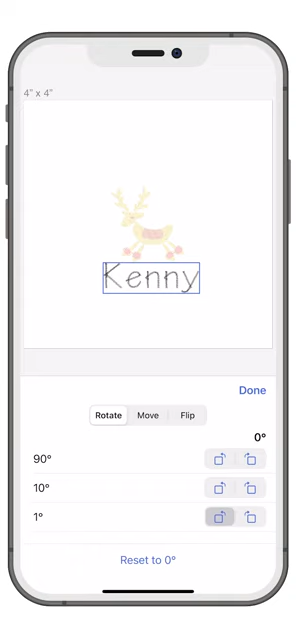 4" x 4"
Kenny
Done
Rotate Move Flip
0°
90°
10°
1°
Reset to 0°